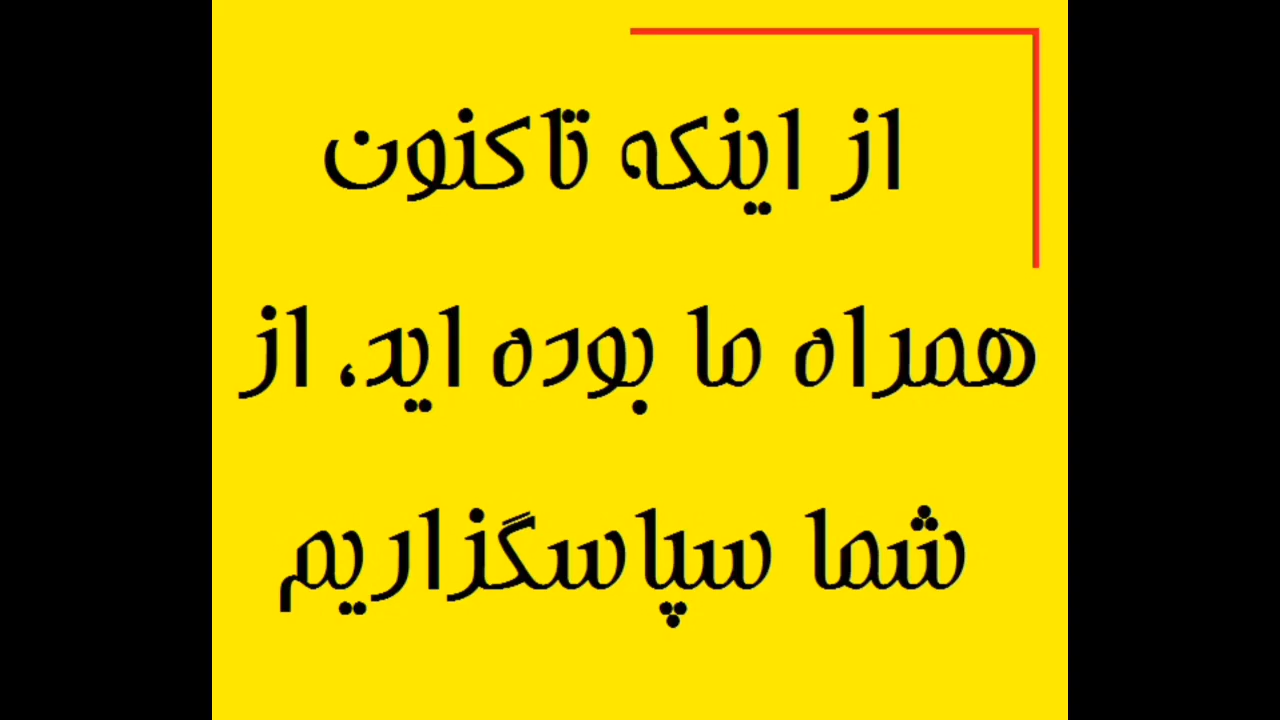 از اینکه تاکنون
همراه ما بوده اید، از
شما سپاسگزاریم